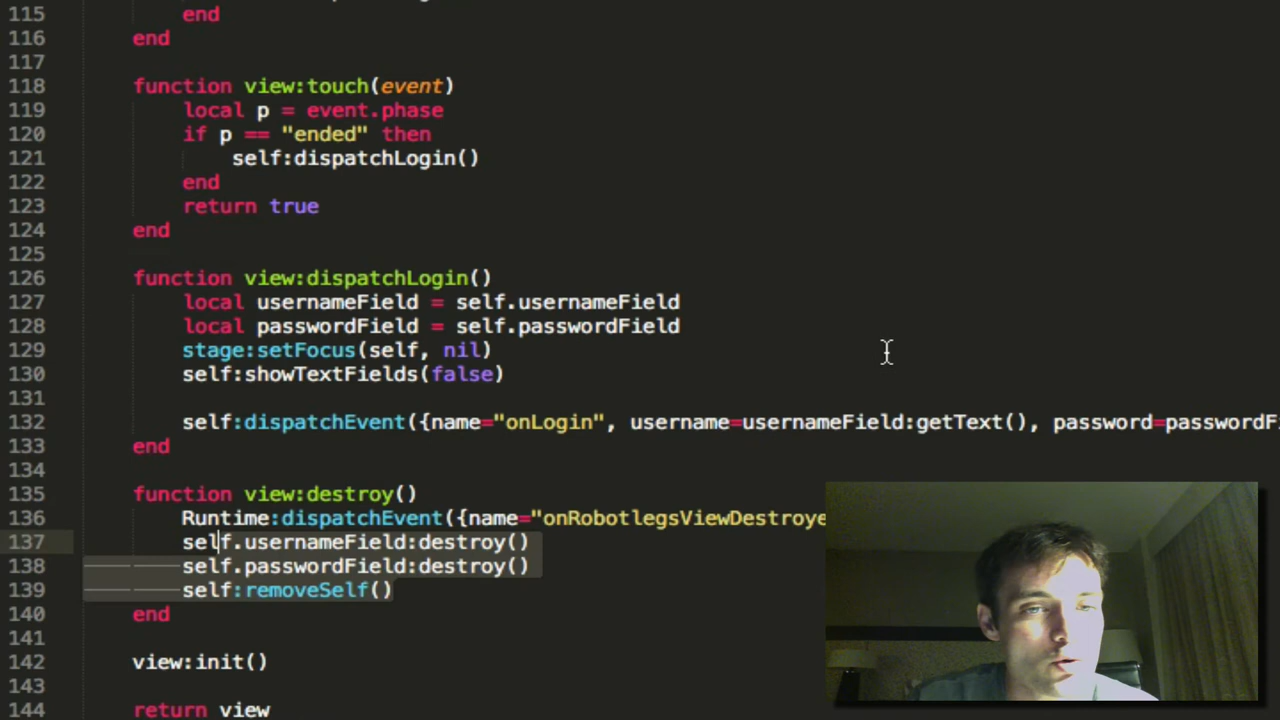 115 end
116 end
117
118 function view:touch(event)
119 local p = event.phase
120 if p == "ended" then
121 self:dispatchLogin()
122 end
123 return true
124 end
125
126 function view:dispatchLogin()
127 local usernameField = self.usernameField
128 local passwordField = self.passwordField
129 stage:setFocus(self, nil)
130 self:showTextFields(false)
131
132 self:dispatchEvent({name="onLogin", username=usernameField:getText(), password=passwordF
133 end
134
135 function view:destroy()
136 Runtime:dispatchEvent({name="onRobotlegsViewDestroye
137 self.usernameField:destroy()
138 self.passwordField:destroy()
139 self:removeSelf()
140 end
141
142 view:init()
143
144 return view